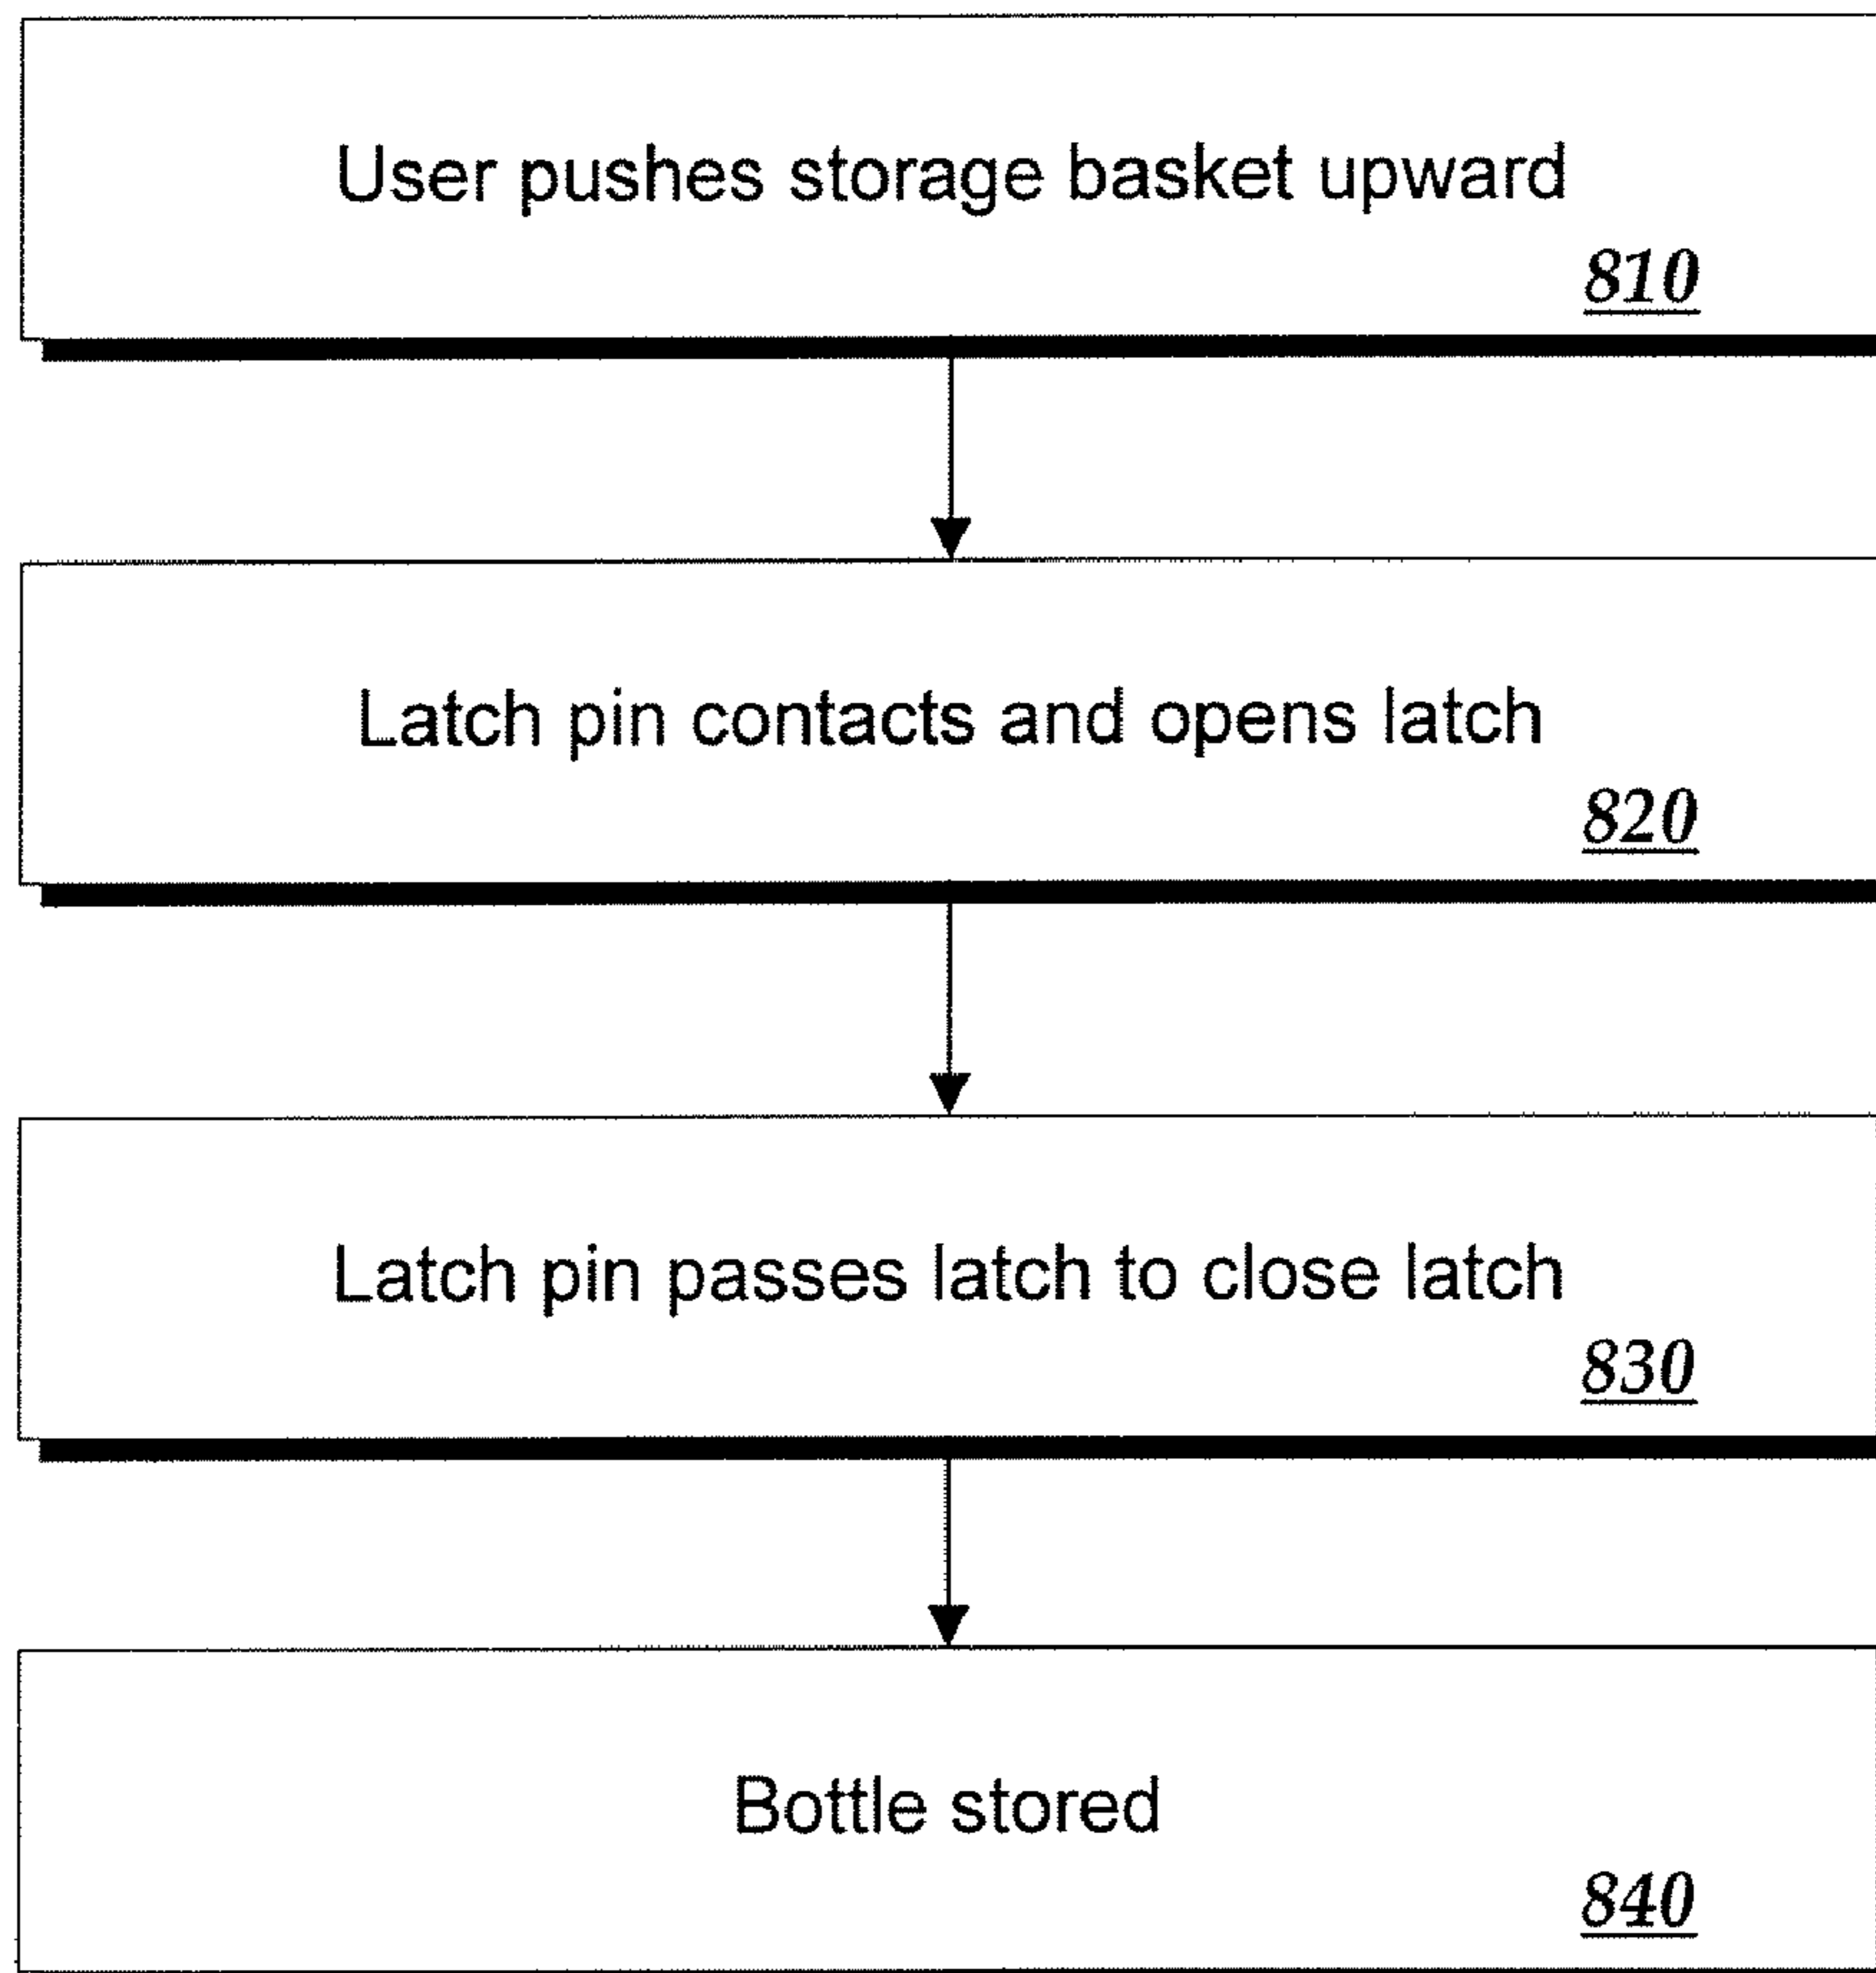 User pushes storage basket upward
810
Latch pin contacts and opens latch
820
Latch pin passes latch to close latch
830
Bottle stored
840